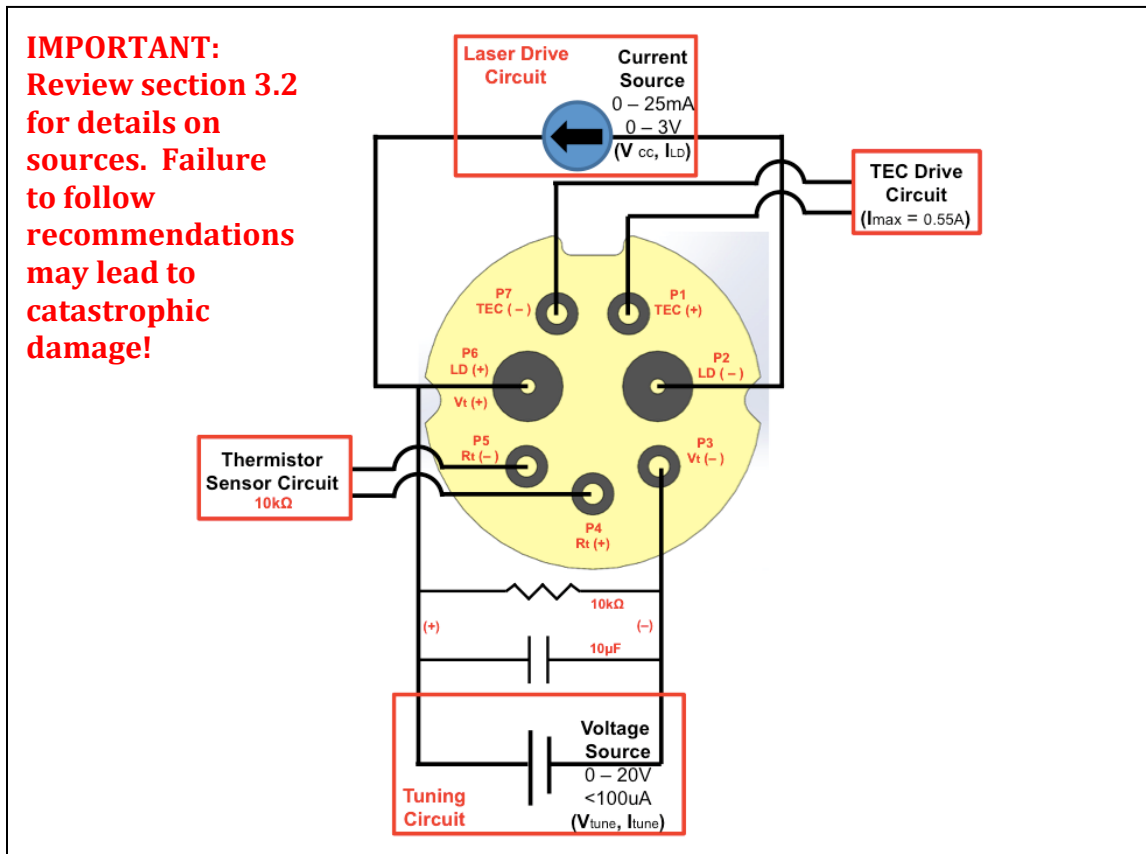 IMPORTANT:
Review section 3.2
for details on
sources.  Failure
to follow
recommendations
may lead to
catastrophic
damage!
Laser Drive
Circuit
Current
Source
0 – 25mA
0 – 3V
(V cc, ILD)
TEC Drive
Circuit
(Imax = 0.55A)
P7
TEC ( – )
P1
TEC (+)
P6
LD (+)
Vt (+)
P2
LD ( – )
P5
Rt ( – )
P3
Vt ( – )
P4
Rt (+)
Thermistor
Sensor Circuit
10kΩ
10kΩ
(+)
(–)
10µF
Voltage
Source
0 – 20V
<100uA
(Vtune, Itune)
Tuning
Circuit